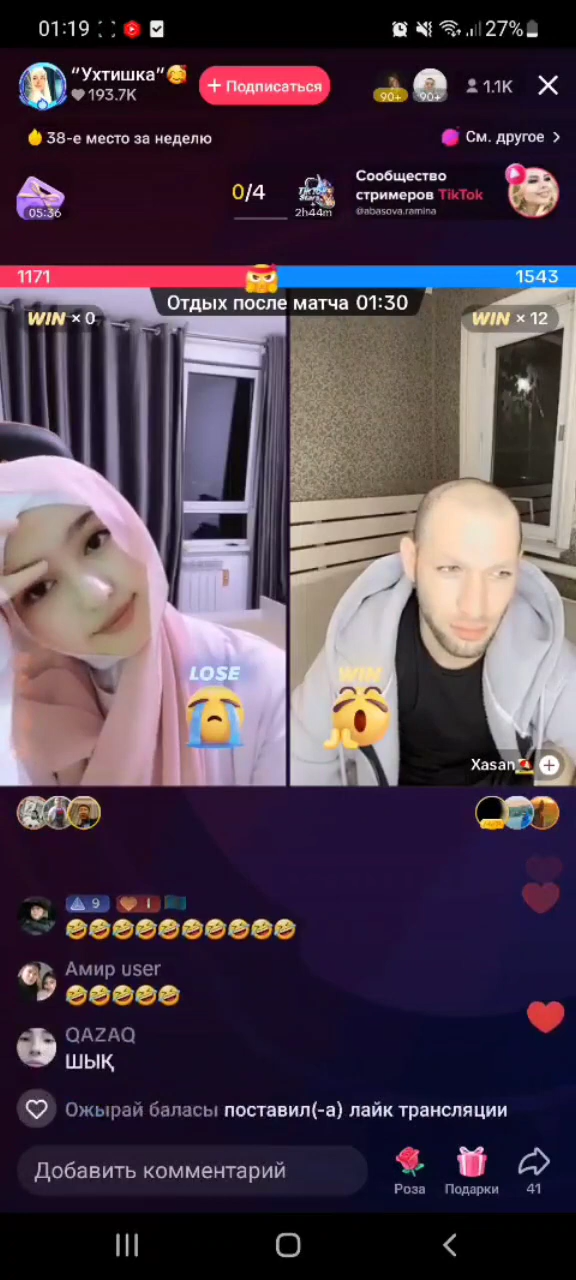 01:19
27%
“Ухтишка”🥰
193.7K
+ Подписаться
90+
90+
1.1K
38-е место за неделю
См. другое >
05:36
0/4
2h44m
Сообщество
стримеров TikTok
@abasova.ramina
1171
1543
Отдых после матча 01:30
WIN × 0
WIN × 12
LOSE
WIN
Xasan
9
1
🤣🤣🤣🤣🤣🤣🤣🤣🤣🤣
Амир user
🤣🤣🤣🤣🤣
QAZAQ
шық
Ожырай баласы поставил(-а) лайк трансляции
Добавить комментарий
Роза
Подарки
41